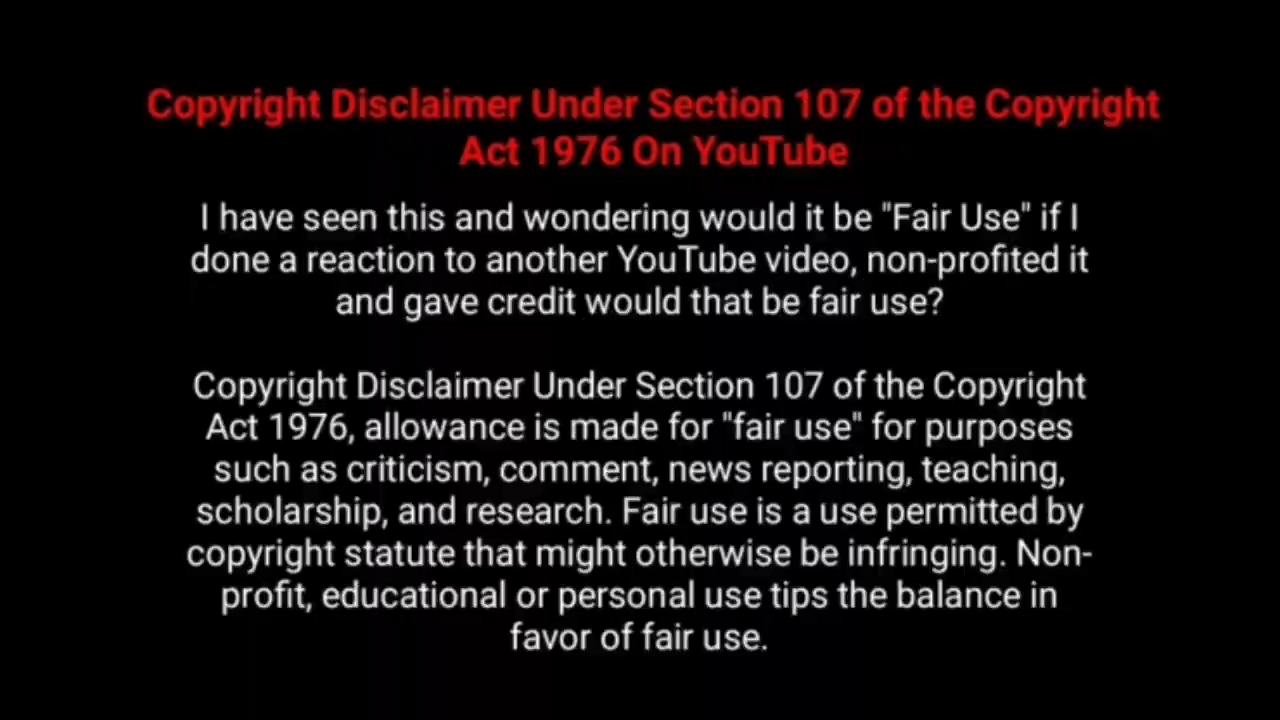 Copyright Disclaimer Under Section 107 of the Copyright
Act 1976 On YouTube
I have seen this and wondering would it be "Fair Use" if I
done a reaction to another YouTube video, non-profited it
and gave credit would that be fair use?
Copyright Disclaimer Under Section 107 of the Copyright
Act 1976, allowance is made for "fair use" for purposes
such as criticism, comment, news reporting, teaching,
scholarship, and research. Fair use is a use permitted by
copyright statute that might otherwise be infringing. Non-
profit, educational or personal use tips the balance in
favor of fair use.